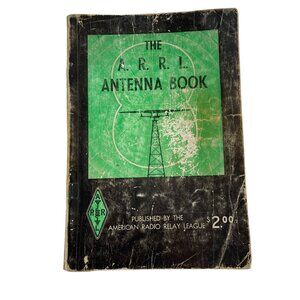 THE
A. R. R. L.
ANTENNA BOOK
PUBLISHED BY THE
AMERICAN RADIO RELAY LEAGUE
$2.00